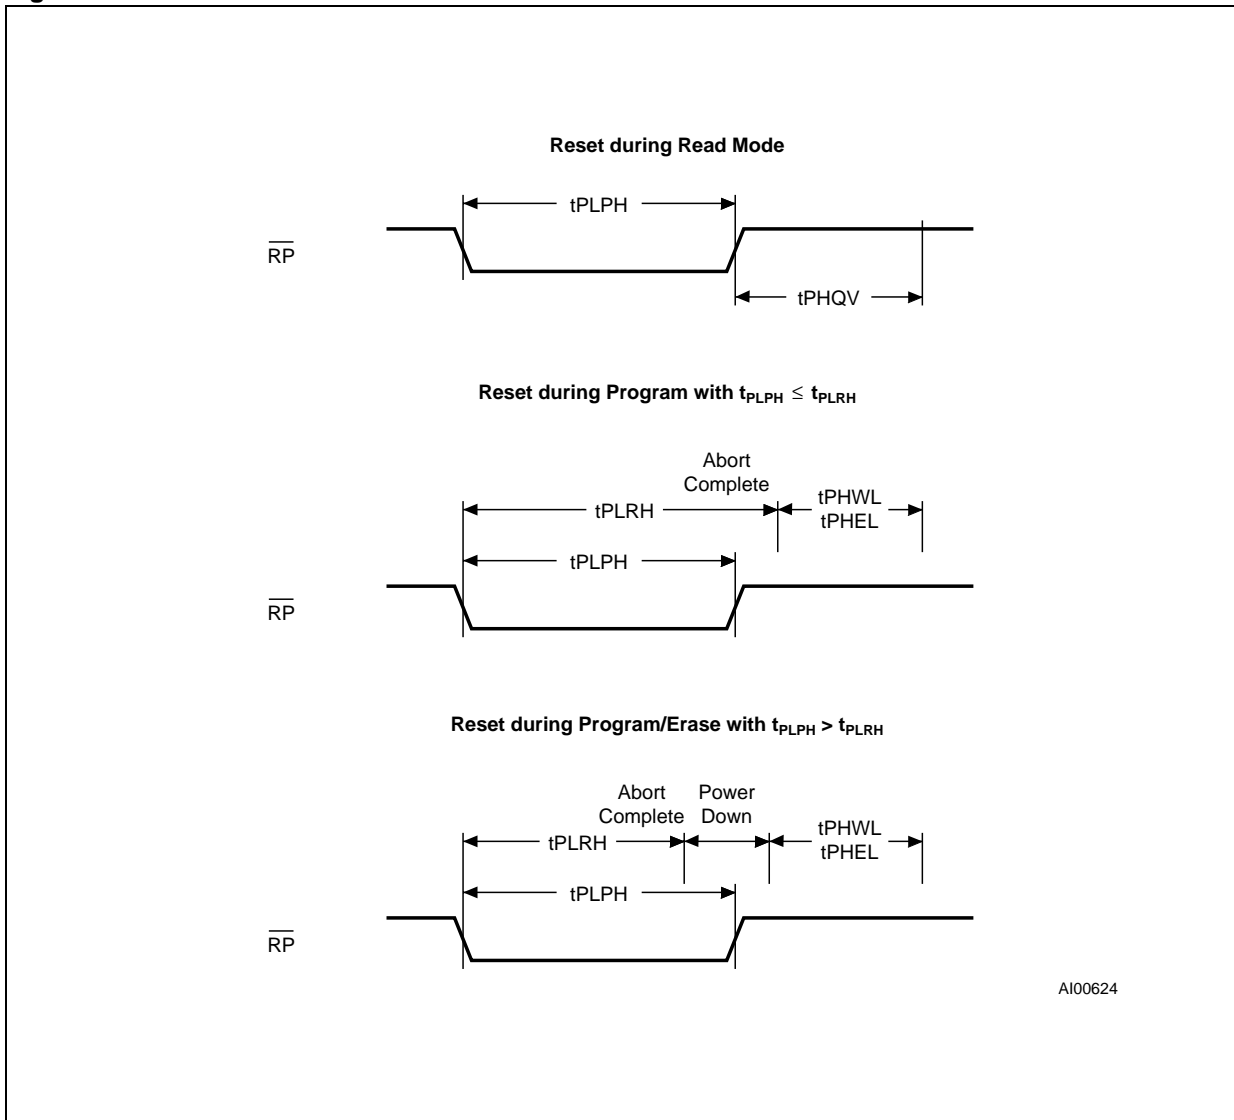 Reset during Read Mode
tPLPH
RP
tPHQV
Reset during Program with tPLPH ≤ tPLRH
Abort
Complete
tPHWL
tPLRH
tPHEL
tPLPH
RP
Reset during Program/Erase with tPLPH > tPLRH
Abort Power
Complete Down
tPHWL
tPLRH
tPHEL
tPLPH
RP
AI00624